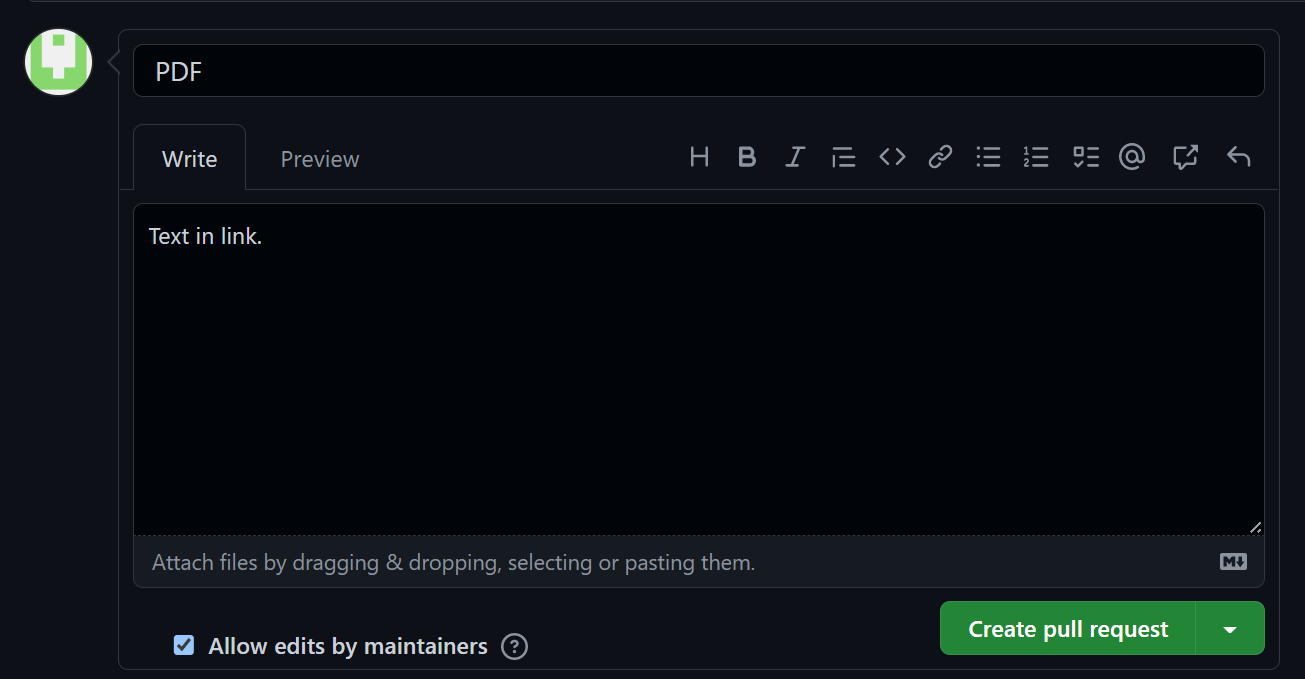 PDF
Write Preview
Text in link.
Attach files by dragging & dropping, selecting or pasting them.
Allow edits by maintainers
Create pull request